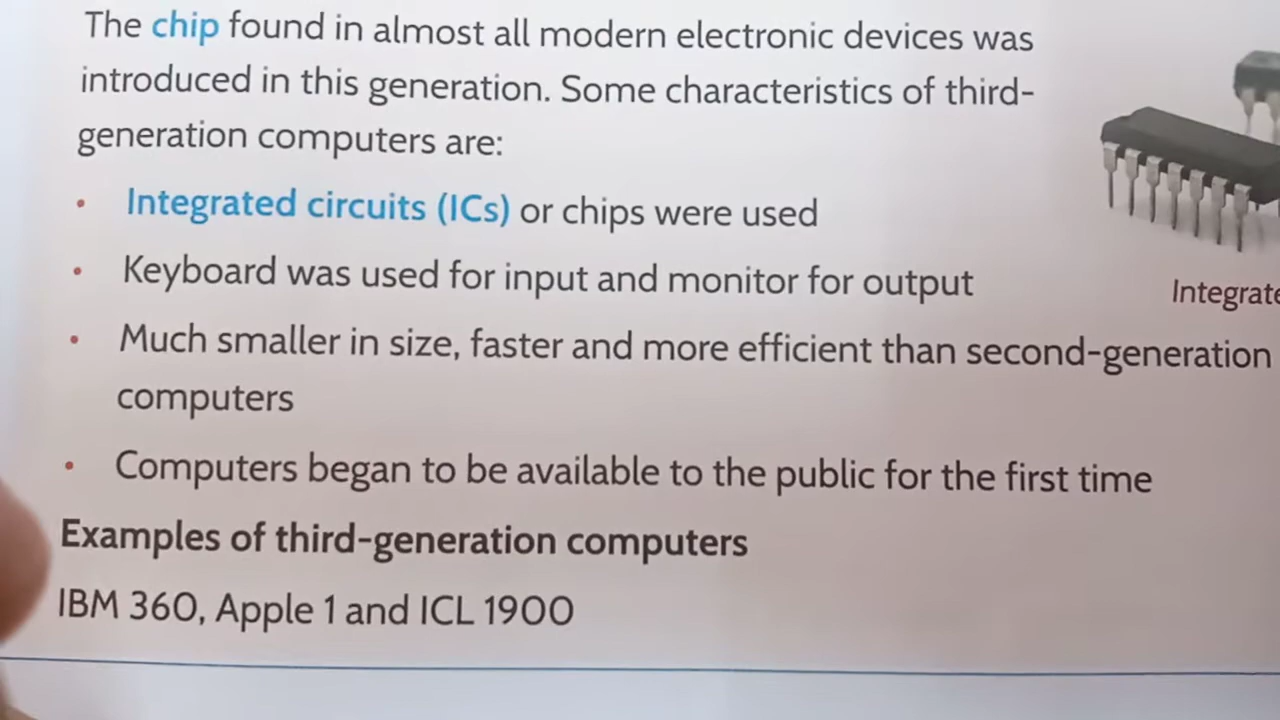 The chip found in almost all modern electronic devices was
introduced in this generation. Some characteristics of third-
generation computers are:
• Integrated circuits (ICs) or chips were used
• Keyboard was used for input and monitor for output
Integrate
• Much smaller in size, faster and more efficient than second-generation
computers
• Computers began to be available to the public for the first time
Examples of third-generation computers
IBM 360, Apple 1 and ICL 1900